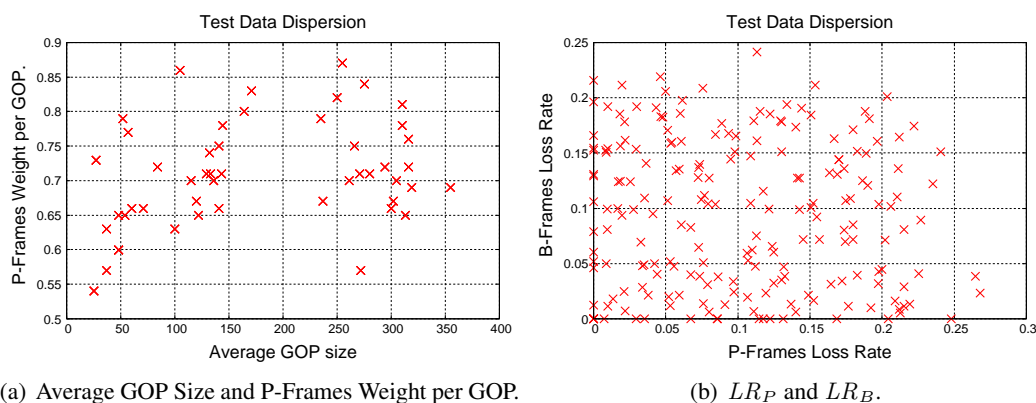 Test Data Dispersion
0.9
0.85
0.8
0.75
0.7
0.65
0.6
0.55
0.5
P-Frames Weight per GOP.
0 50 100 150 200 250 300 350 400
Average GOP size
(a) Average GOP Size and P-Frames Weight per GOP.
Test Data Dispersion
0.25
0.2
0.15
0.1
0.05
0
B-Frames Loss Rate
0 0.05 0.1 0.15 0.2 0.25 0.3
P-Frames Loss Rate
(b) LR_P and LR_B.